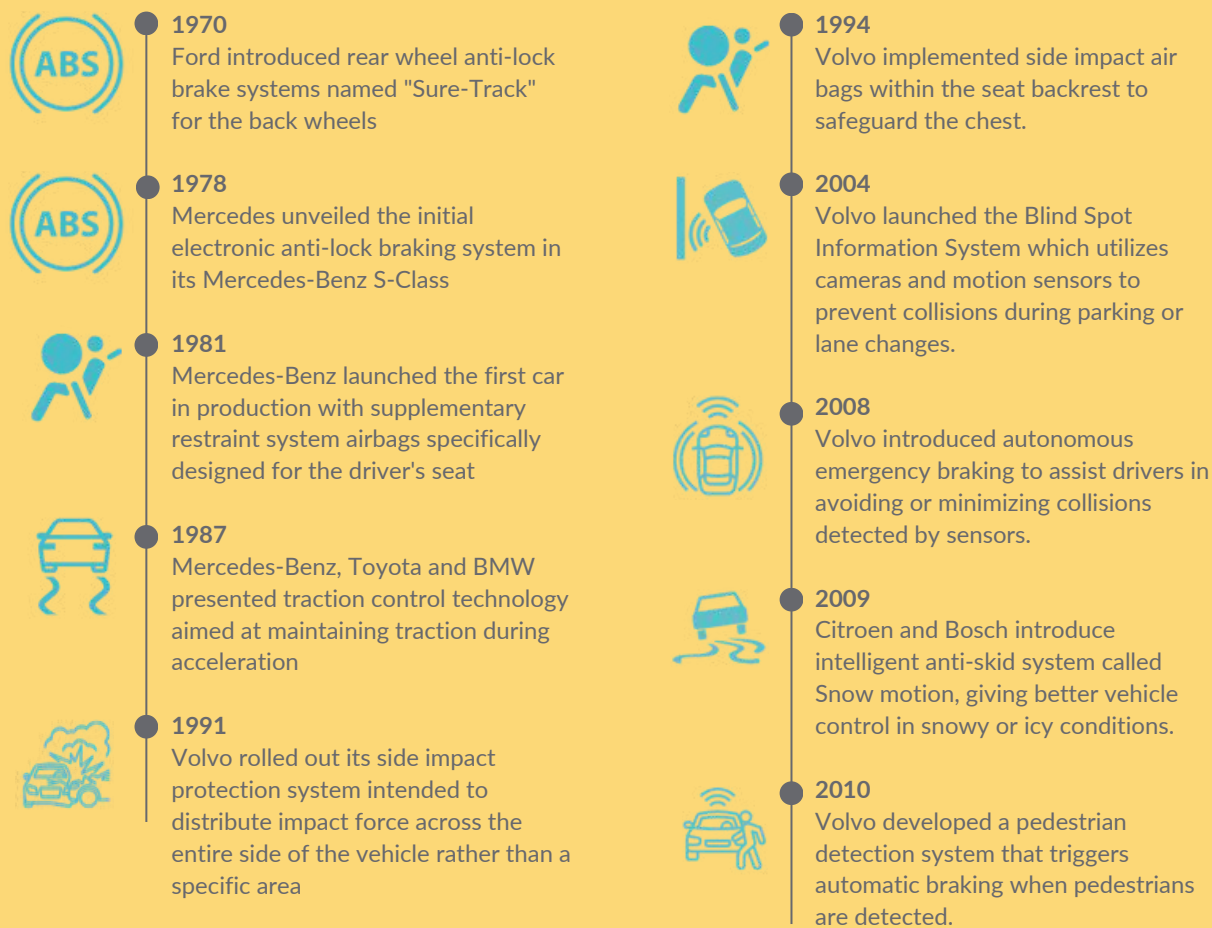 ABS
1970
Ford introduced rear wheel anti-lock
brake systems named "Sure-Track"
for the back wheels
ABS
1978
Mercedes unveiled the initial
electronic anti-lock braking system in
its Mercedes-Benz S-Class
1981
Mercedes-Benz launched the first car
in production with supplementary
restraint system airbags specifically
designed for the driver's seat
1987
Mercedes-Benz, Toyota and BMW
presented traction control technology
aimed at maintaining traction during
acceleration
1991
Volvo rolled out its side impact
protection system intended to
distribute impact force across the
entire side of the vehicle rather than a
specific area
1994
Volvo implemented side impact air
bags within the seat backrest to
safeguard the chest.
2004
Volvo launched the Blind Spot
Information System which utilizes
cameras and motion sensors to
prevent collisions during parking or
lane changes.
2008
Volvo introduced autonomous
emergency braking to assist drivers in
avoiding or minimizing collisions
detected by sensors.
2009
Citroen and Bosch introduce
intelligent anti-skid system called
Snow motion, giving better vehicle
control in snowy or icy conditions.
2010
Volvo developed a pedestrian
detection system that triggers
automatic braking when pedestrians
are detected.